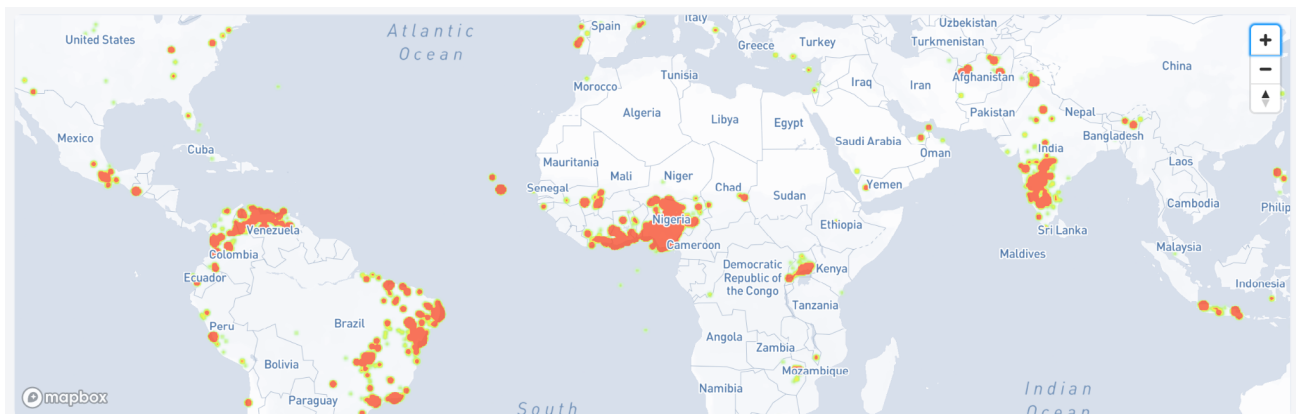 Atlantic
Ocean
United States
Spain
Italy
Greece
Turkey
Uzbekistan
Turkmenistan
Afghanistan
China
Tunisia
Morocco
Algeria
Libya
Egypt
Iraq
Iran
Pakistan
Nepal
Bangladesh
Mexico
Cuba
Mauritania
Mali
Niger
Chad
Sudan
Saudi Arabia
Oman
Yemen
India
Laos
Senegal
Nigeria
Ethiopia
Cambodia
Philip
Venezuela
Colombia
Cameroon
Sri Lanka
Maldives
Malaysia
Ecuador
Democratic
Republic of
the Congo
Kenya
Tanzania
Indonesia
Peru
Brazil
Angola
Zambia
Bolivia
Mozambique
Namibia
Paraguay
Indian
Ocean
South
mapbox